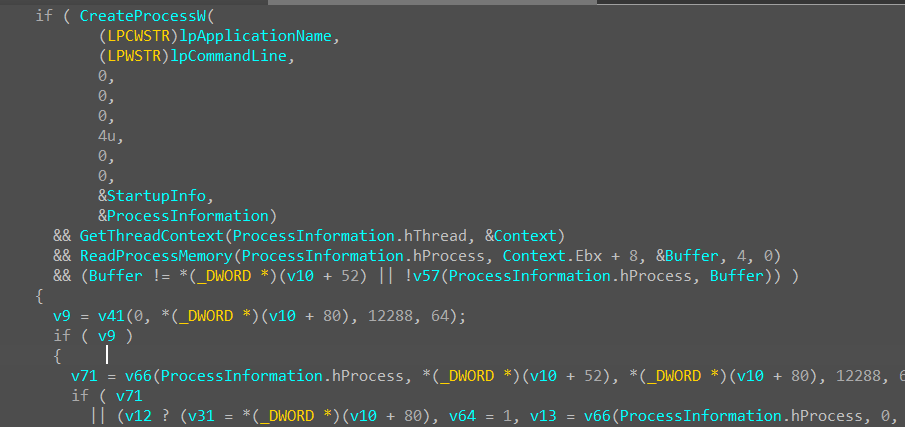 if ( CreateProcessW(
(LPCWSTR)lpApplicationName,
(LPWSTR)lpCommandLine,
0,
0,
0,
4u,
0,
0,
&StartupInfo,
&ProcessInformation)
&& GetThreadContext(ProcessInformation.hThread, &Context)
&& ReadProcessMemory(ProcessInformation.hProcess, Context.Ebx + 8, &Buffer, 4, 0)
&& (Buffer != *(_DWORD *)(v10 + 52) || !v57(ProcessInformation.hProcess, Buffer)) )
{
v9 = v41(0, *(_DWORD *)(v10 + 80), 12288, 64);
if ( v9 )
{
v71 = v66(ProcessInformation.hProcess, *(_DWORD *)(v10 + 52), *(_DWORD *)(v10 + 80), 12288,
if ( v71
|| (v12 ? (v31 = *(_DWORD *)(v10 + 80), v64 = 1, v13 = v66(ProcessInformation.hProcess, 0,